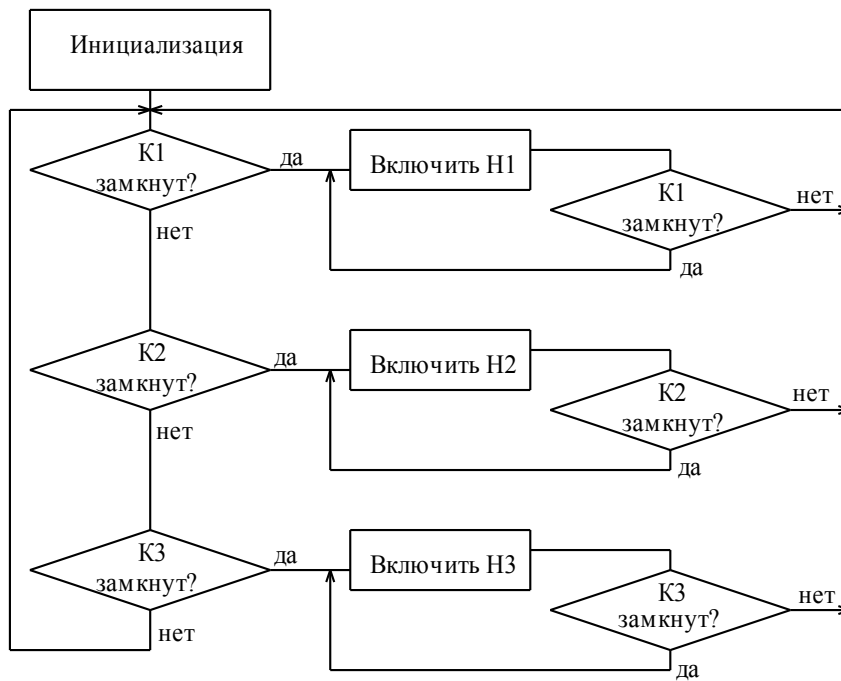 Инициализация
К1
замкнут?
да
нет
Включить Н1
К1
замкнут?
нет
да
К2
замкнут?
да
нет
Включить Н2
К2
замкнут?
нет
да
К3
замкнут?
да
нет
Включить Н3
К3
замкнут?
нет
да